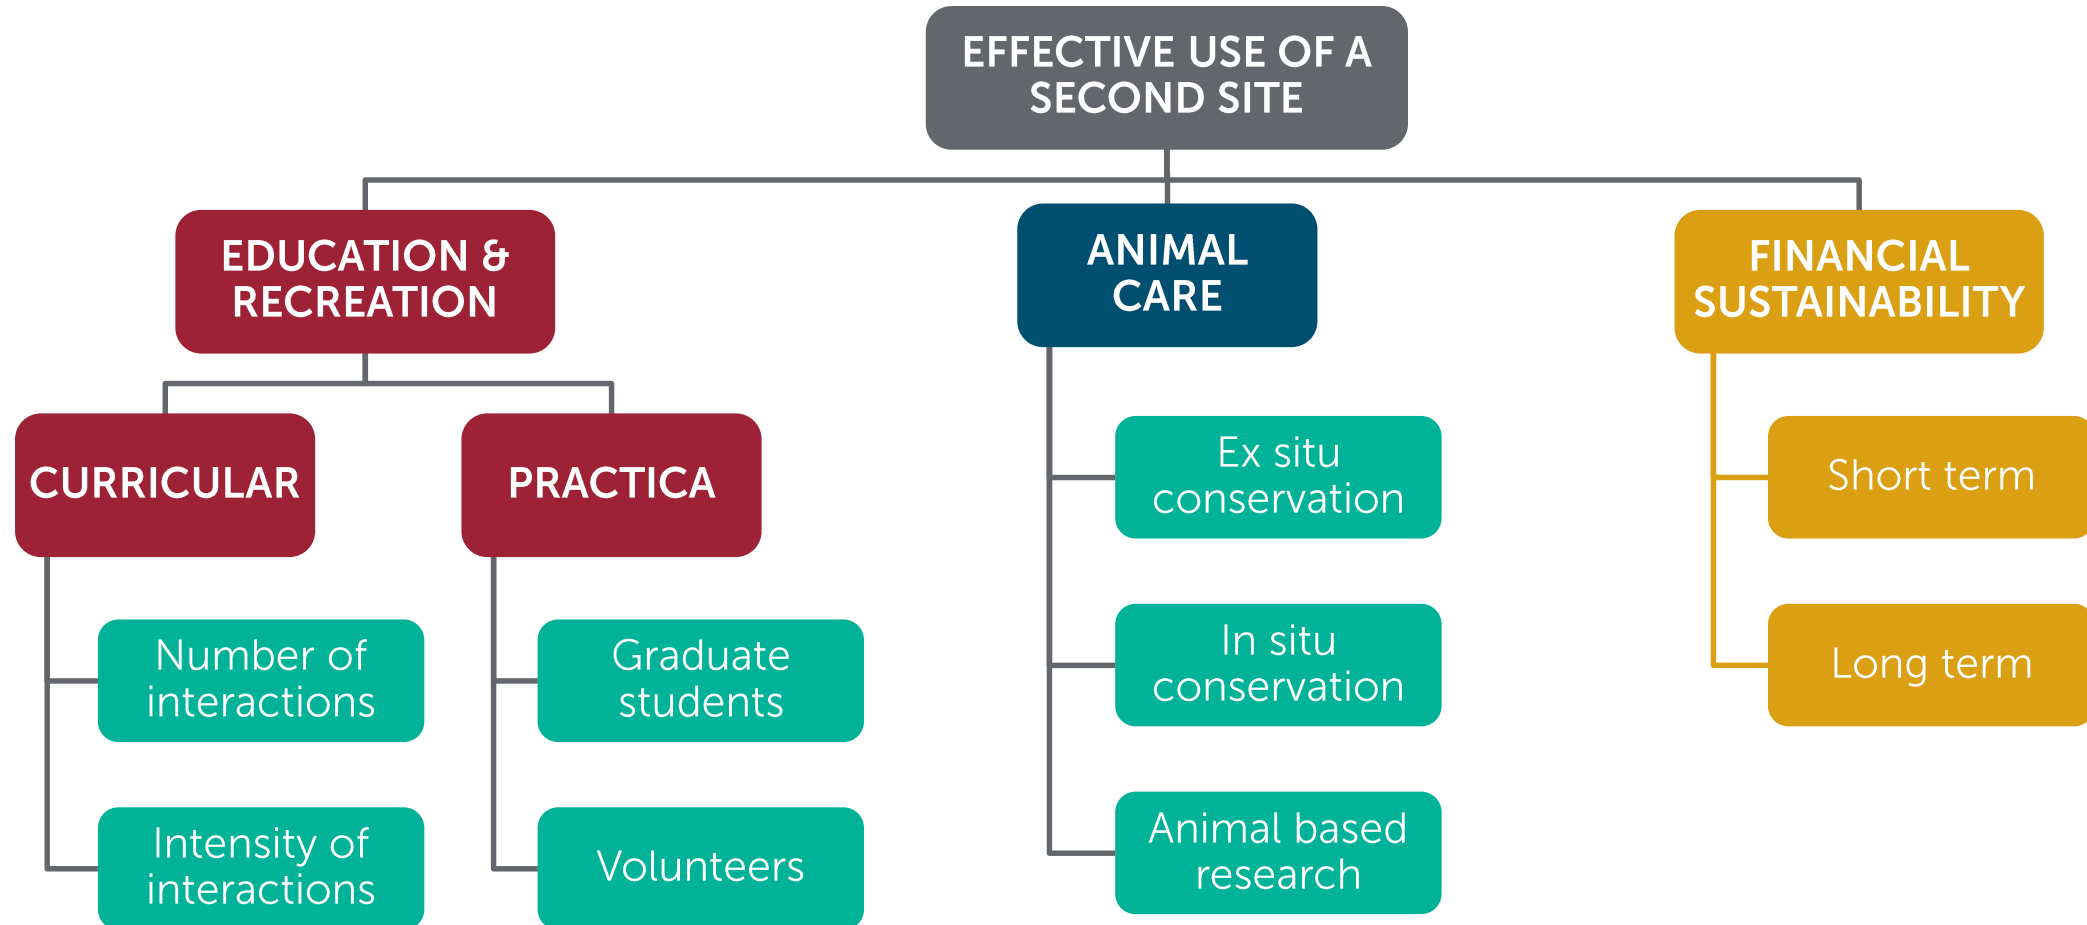 EFFECTIVE USE OF A
SECOND SITE
EDUCATION &
RECREATION
ANIMAL
CARE
FINANCIAL
SUSTAINABILITY
CURRICULAR
PRACTICA
Number of
interactions
Intensity of
interactions
Graduate
students
Volunteers
Ex situ
conservation
In situ
conservation
Animal based
research
Short term
Long term